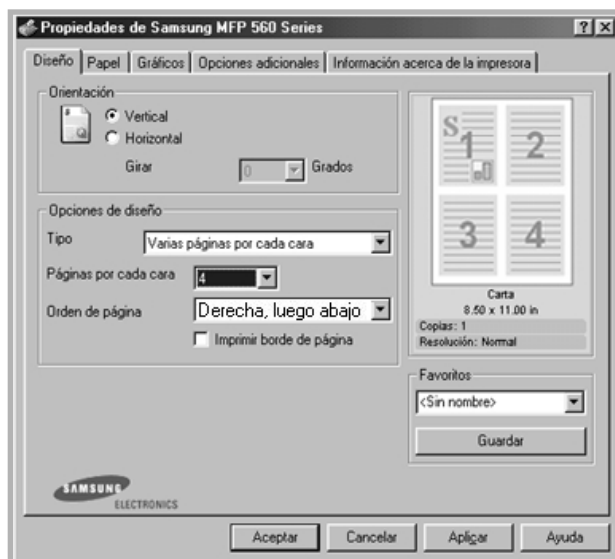 Propiedades de Samsung MFP 560 Series
Diseño Papel Gráficos Opciones adicionales Información acerca de la impresora
Orientación
Vertical
Horizontal
Girar 0 Grados
Opciones de diseño
Tipo Varias páginas por cada cara
Páginas por cada cara 4
Orden de página Derecha, luego abajo
Imprimir borde de página
S
1 2
3 4
Carta
8.50 x 11.00 in
Copias: 1
Resolución: Normal
Favoritos
<Sin nombre>
Guardar
SAMSUNG
ELECTRONICS
Aceptar Cancelar Aplicar Ayuda